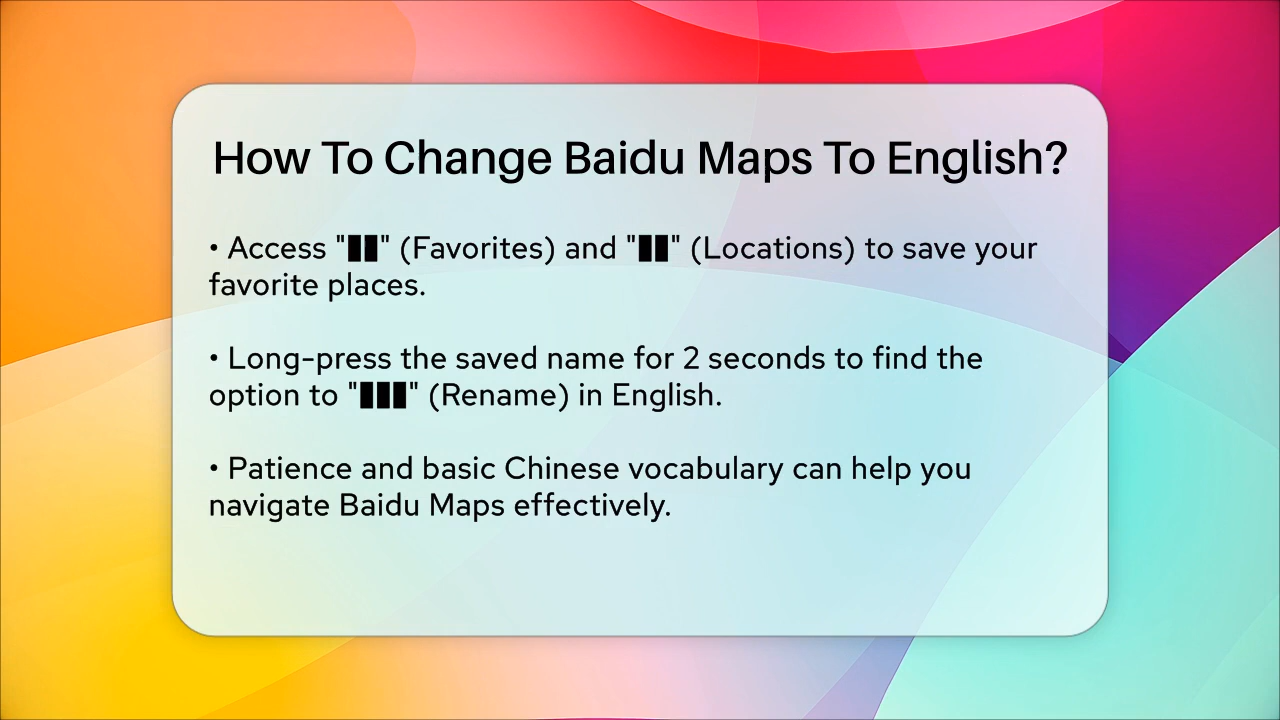 How To Change Baidu Maps To English?
• Access "▮▮" (Favorites) and "▮▮" (Locations) to save your
favorite places.
• Long-press the saved name for 2 seconds to find the
option to "▮▮▮" (Rename) in English.
• Patience and basic Chinese vocabulary can help you
navigate Baidu Maps effectively.